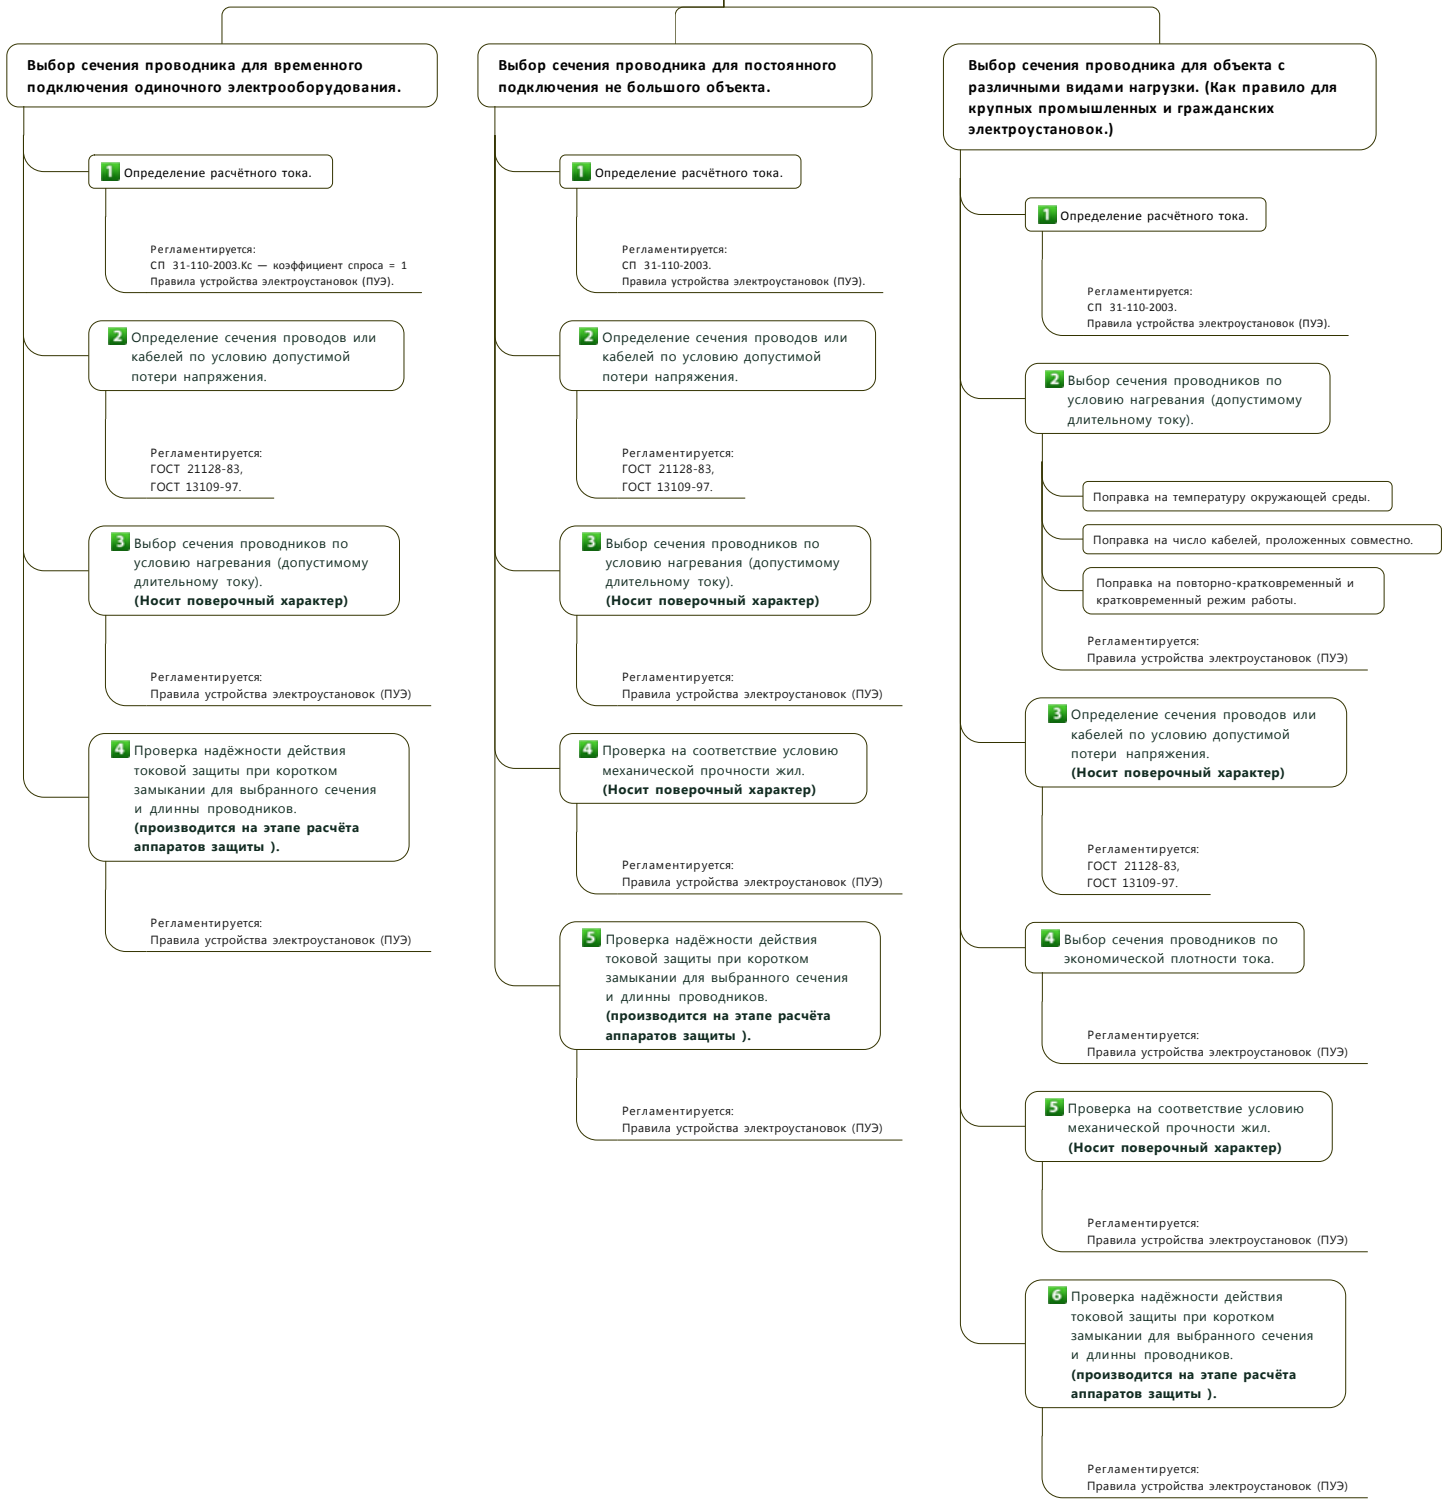 Выбор сечения проводника для временного
подключения одиночного электрооборудования.
1 Определение расчётного тока.
Регламентируется:
СП 31-110-2003.Кс — коэффициент спроса = 1
Правила устройства электроустановок (ПУЭ).
2 Определение сечения проводов или
кабелей по условию допустимой
потери напряжения.
Регламентируется:
ГОСТ 21128-83,
ГОСТ 13109-97.
3 Выбор сечения проводников по
условию нагревания (допустимому
длительному току).
(Носит поверочный характер)
Регламентируется:
Правила устройства электроустановок (ПУЭ)
4 Проверка надёжности действия
токовой защиты при коротком
замыкании для выбранного сечения
и длинны проводников.
(производится на этапе расчёта
аппаратов защиты ).
Регламентируется:
Правила устройства электроустановок (ПУЭ)
Выбор сечения проводника для постоянного
подключения не большого объекта.
1 Определение расчётного тока.
Регламентируется:
СП 31-110-2003.
Правила устройства электроустановок (ПУЭ).
2 Определение сечения проводов или
кабелей по условию допустимой
потери напряжения.
Регламентируется:
ГОСТ 21128-83,
ГОСТ 13109-97.
3 Выбор сечения проводников по
условию нагревания (допустимому
длительному току).
(Носит поверочный характер)
Регламентируется:
Правила устройства электроустановок (ПУЭ)
4 Проверка на соответствие условию
механической прочности жил.
(Носит поверочный характер)
Регламентируется:
Правила устройства электроустановок (ПУЭ)
5 Проверка надёжности действия
токовой защиты при коротком
замыкании для выбранного сечения
и длинны проводников.
(производится на этапе расчёта
аппаратов защиты ).
Регламентируется:
Правила устройства электроустановок (ПУЭ)
Выбор сечения проводника для объекта с
различными видами нагрузки. (Как правило для
крупных промышленных и гражданских
электроустановок.)
1 Определение расчётного тока.
Регламентируется:
СП 31-110-2003.
Правила устройства электроустановок (ПУЭ).
2 Выбор сечения проводников по
условию нагревания (допустимому
длительному току).
Поправка на температуру окружающей среды.
Поправка на число кабелей, проложенных совместно.
Поправка на повторно-кратковременный и
кратковременный режим работы.
Регламентируется:
Правила устройства электроустановок (ПУЭ)
3 Определение сечения проводов или
кабелей по условию допустимой
потери напряжения.
(Носит поверочный характер)
Регламентируется:
ГОСТ 21128-83,
ГОСТ 13109-97.
4 Выбор сечения проводников по
экономической плотности тока.
Регламентируется:
Правила устройства электроустановок (ПУЭ)
5 Проверка на соответствие условию
механической прочности жил.
(Носит поверочный характер)
Регламентируется:
Правила устройства электроустановок (ПУЭ)
6 Проверка надёжности действия
токовой защиты при коротком
замыкании для выбранного сечения
и длинны проводников.
(производится на этапе расчёта
аппаратов защиты ).
Регламентируется:
Правила устройства электроустановок (ПУЭ)